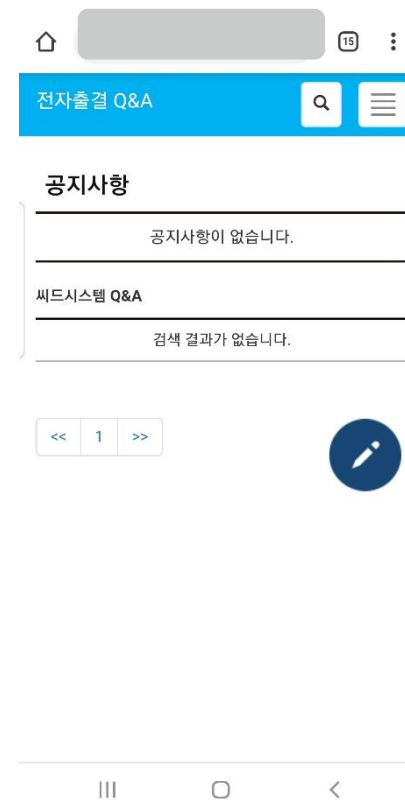 15
전자출결 Q&A
공지사항
공지사항이 없습니다.
씨드시스템 Q&A
검색 결과가 없습니다.
<< 1 >>